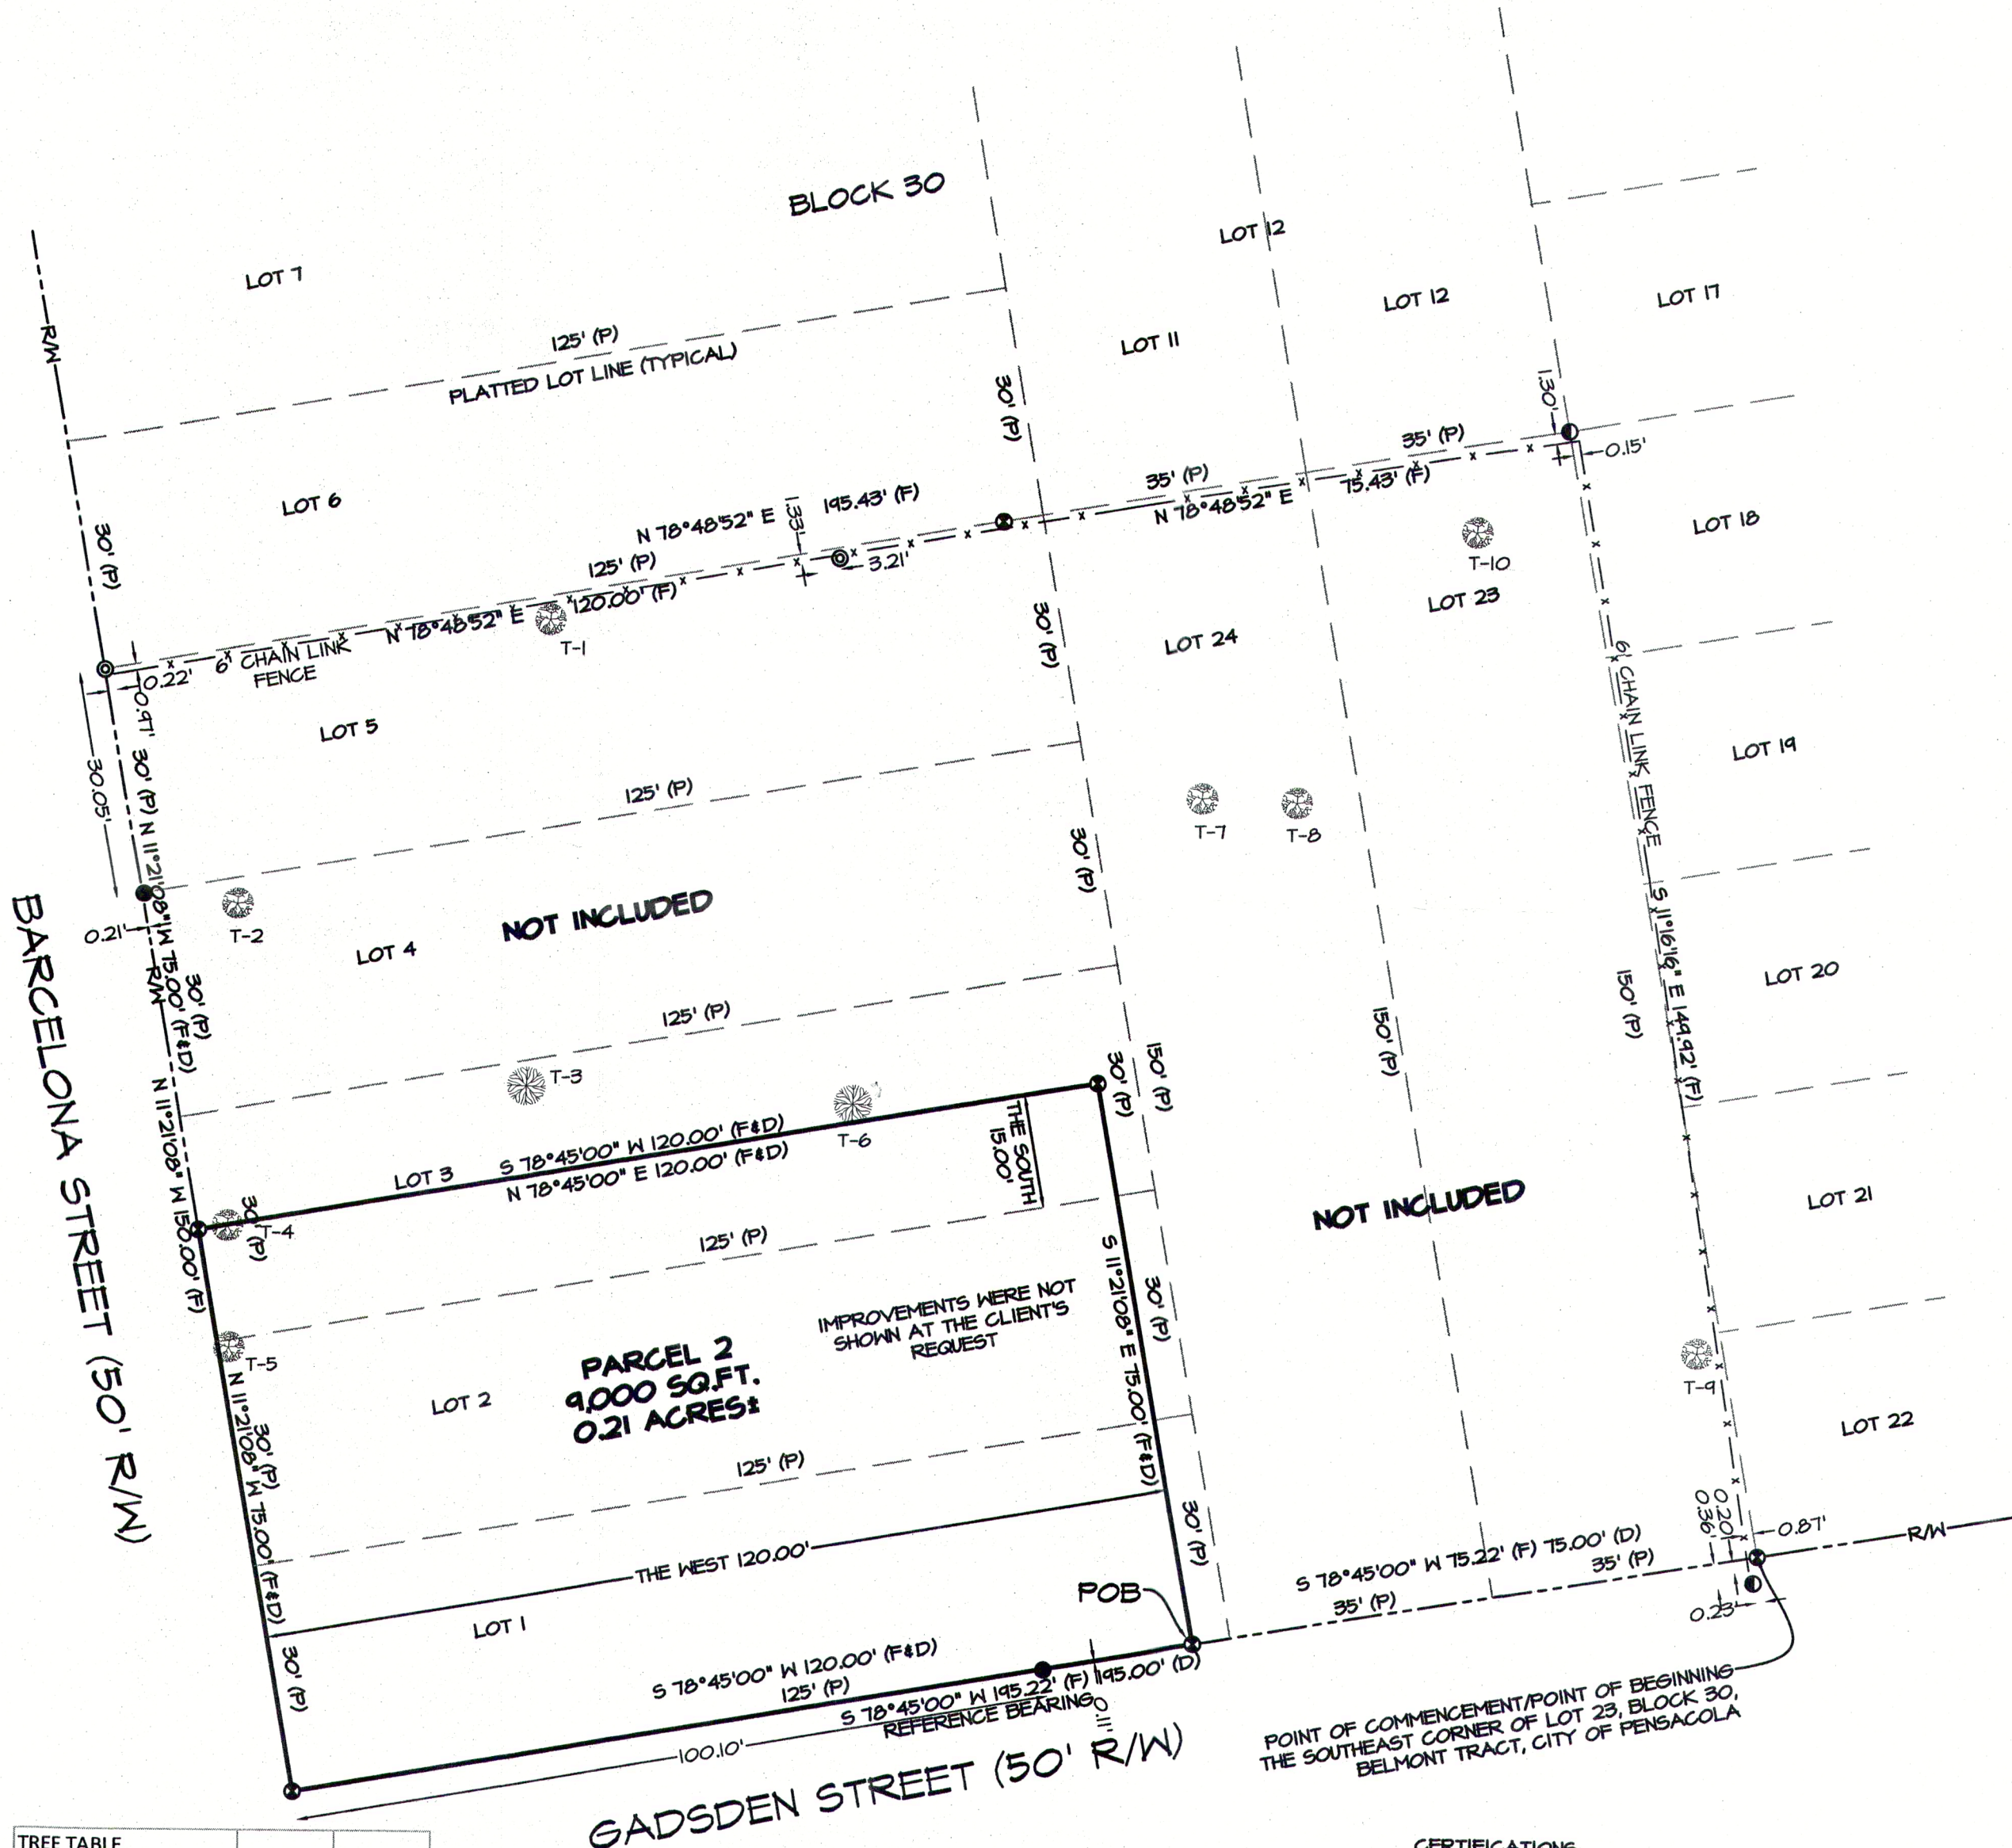 BLOCK 30
LOT 7
LOT 12
LOT 12
LOT 17
R/W
125' (P)
PLATTED LOT LINE (TYPICAL)
LOT 11
30' (P)
1.30'
35' (P)
0.15'
LOT 6
30' (P)
N 78°48'52" E
1.33'
195.43' (F)
35' (P)
N 78°48'52" E
75.43' (F)
LOT 18
T-10
125' (P)
3.21'
N 78°48'52" E
120.00' (F)
T-1
6' CHAIN LINK
FENCE
0.22'
0.97'
30' (P)
LOT 23
LOT 24
LOT 5
30' (P)
30.05'
N 11°21'08" W 75.00' (F&D)
125' (P)
T-7
T-8
6' CHAIN LINK FENCE
LOT 19
30' (P)
S 11°16'16" E 149.92' (F)
150' (P)
LOT 20
0.21'
T-2
LOT 4
NOT INCLUDED
R/W
30' (P)
125' (P)
150' (P)
BARCELONA STREET (50' R/W)
T-3
30' (P)
150' (P)
N 11°21'08" W 150.00' (F)
S 78°45'00" W 120.00' (F&D)
N 78°45'00" E 120.00' (F&D)
T-6
THE SOUTH
15.00'
LOT 3
T-4
30' (P)
125' (P)
NOT INCLUDED
LOT 21
S 11°21'08" E 75.00' (F&D)
30' (P)
IMPROVEMENTS WERE NOT
SHOWN AT THE CLIENT'S
REQUEST
T-5
PARCEL 2
9,000 SQ.FT.
0.21 ACRES±
LOT 2
N 11°21'08" W 75.00' (F&D)
30' (P)
T-9
LOT 22
125' (P)
THE WEST 120.00'
30' (P)
0.36'
0.20'
0.87'
R/W
S 78°45'00" W 75.22' (F) 75.00' (D)
35' (P)
35' (P)
0.23'
POB
LOT 1
30' (P)
S 78°45'00" W 120.00' (F&D)
125' (P)
S 78°45'00" W 195.22' (F) 195.00' (D)
REFERENCE BEARING
0.11'
100.10'
GADSDEN STREET (50' R/W)
POINT OF COMMENCEMENT/POINT OF BEGINNING
THE SOUTHEAST CORNER OF LOT 23, BLOCK 30,
BELMONT TRACT, CITY OF PENSACOLA
TREE TABLE
CERTIFICATIONS